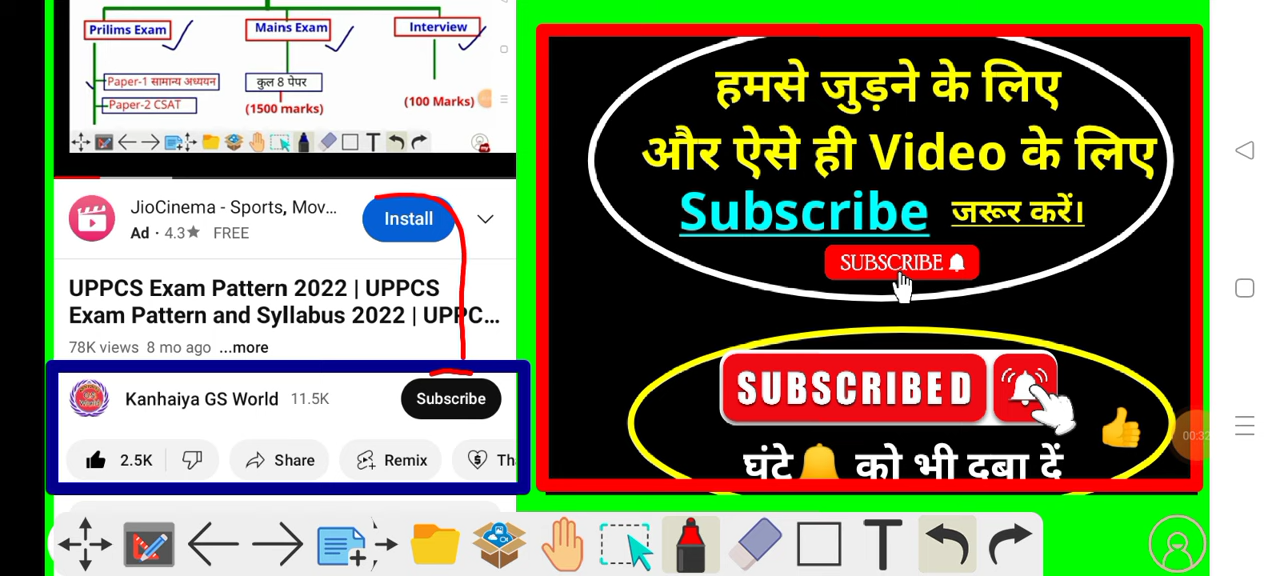 Prilims Exam
Mains Exam
Interview
Paper-1 सामान्य अध्ययन
Paper-2 CSAT
कुल 8 पेपर
(1500 marks)
(100 Marks)
JioCinema - Sports, Mov...
Ad · 4.3★ FREE
Install
UPPCS Exam Pattern 2022 | UPPCS
Exam Pattern and Syllabus 2022 | UPPC...
78K views 8 mo ago ...more
Kanhaiya GS World 11.5K
Subscribe
2.5K
Share
Remix
Th
हमसे जुड़ने के लिए
और ऐसे ही Video के लिए
Subscribe जरूर करें।
SUBSCRIBE
SUBSCRIBED
घंटे🔔 को भी दबा दें
00:32
T
T